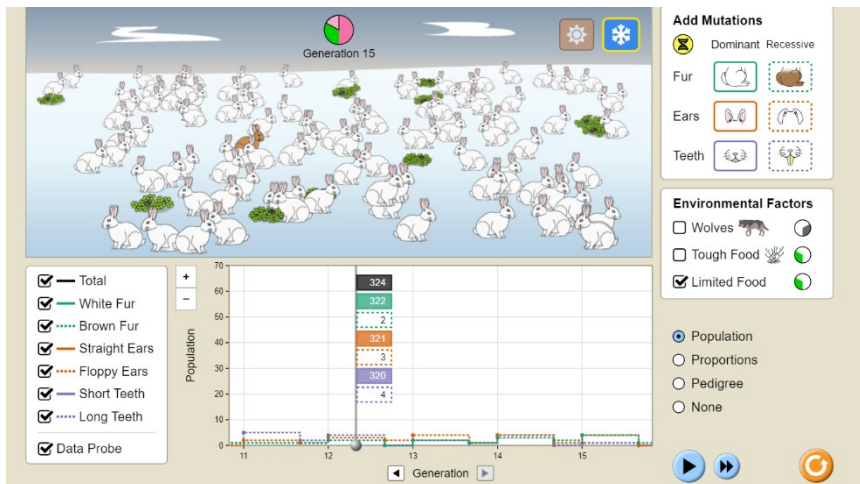 Generation 15
Add Mutations
Dominant Recessive
Fur
Ears
Teeth
Environmental Factors
Wolves
Tough Food
Limited Food
Population
Proportions
Pedigree
None
Total
White Fur
Brown Fur
Straight Ears
Floppy Ears
Short Teeth
Long Teeth
Data Probe
+
−
Population
70
60
50
40
30
20
10
0
324
322
2
321
3
320
4
11 12 13 14 15
Generation